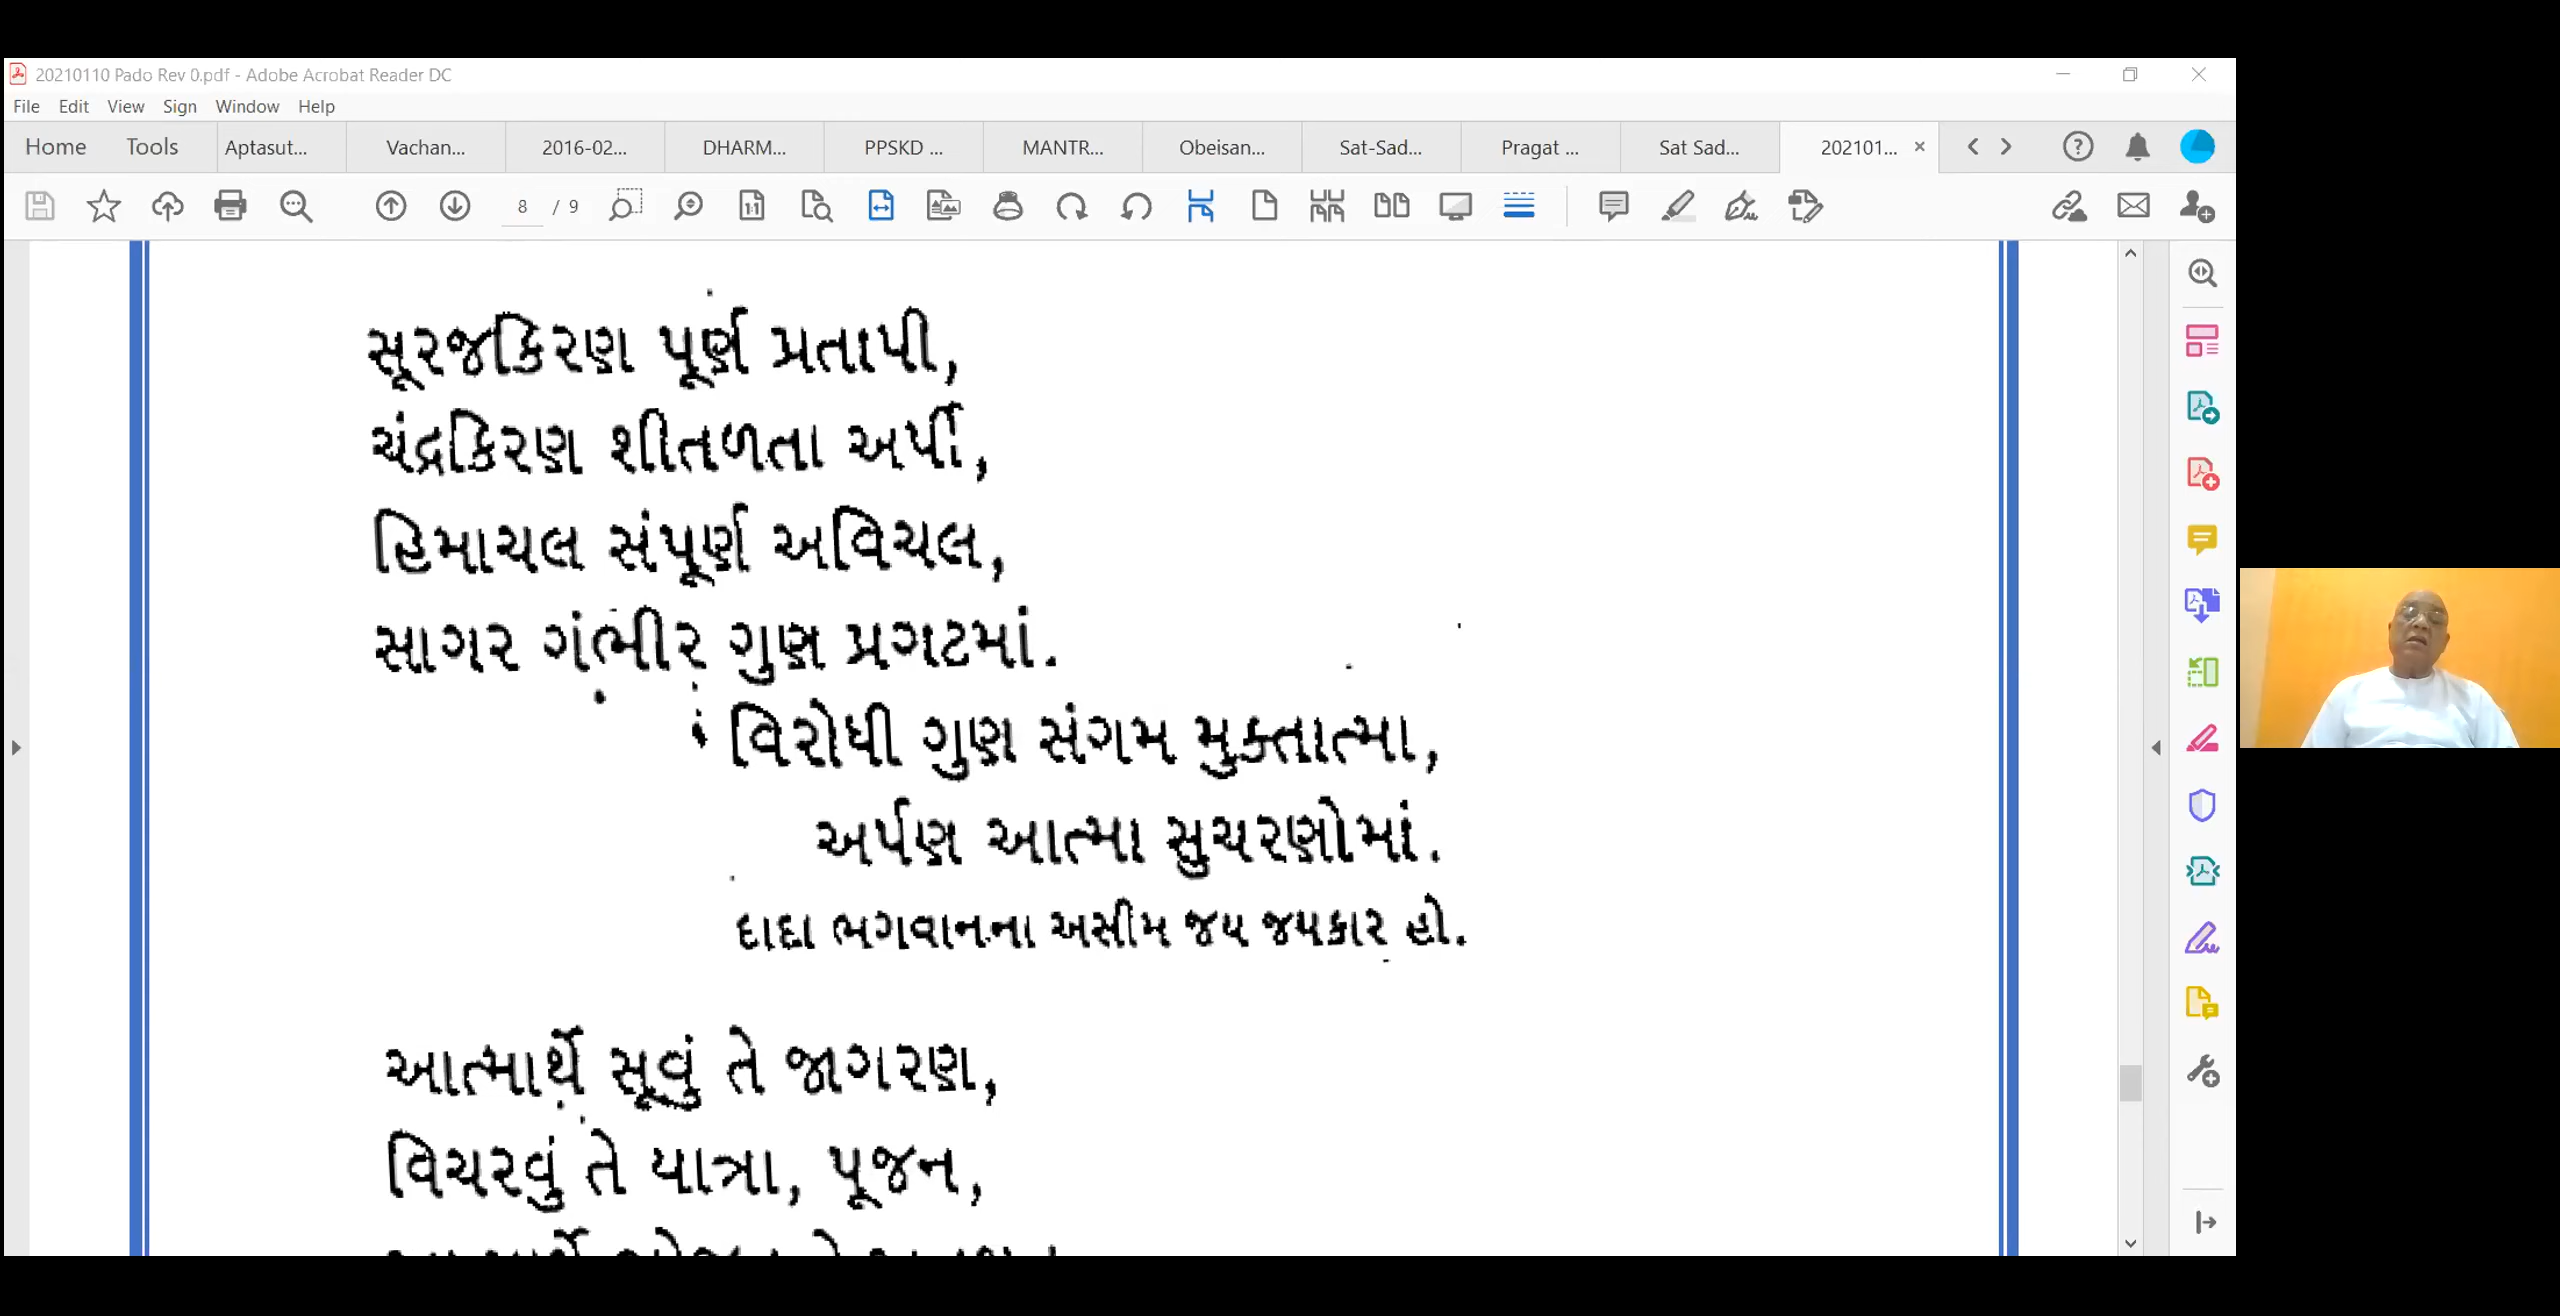 20210110 Pado Rev 0.pdf - Adobe Acrobat Reader DC
File Edit View Sign Window Help
Home Tools Aptasut... Vachan... 2016-02... DHARM... PPSKD ... MANTR... Obeisan... Sat-Sad... Pragat ... Sat Sad... 202101...
8 / 9
સૂરજકિરણ પૂર્ણ પ્રતાપી,
ચંદ્રકિરણ શીતળતા અર્પી,
હિમાચલ સંપૂર્ણ અવિચલ,
સાગર ગંભીર ગુણ પ્રગટમાં.
વિરોધી ગુણ સંગમ મુક્તાત્મા,
અર્પણ આત્મા સુચરણોમાં.
દાદા ભગવાનના અસીમ જય જયકાર હો.
આત્માર્થે સૂવું તે જાગરણ,
વિચરવું તે યાત્રા, પૂજન,